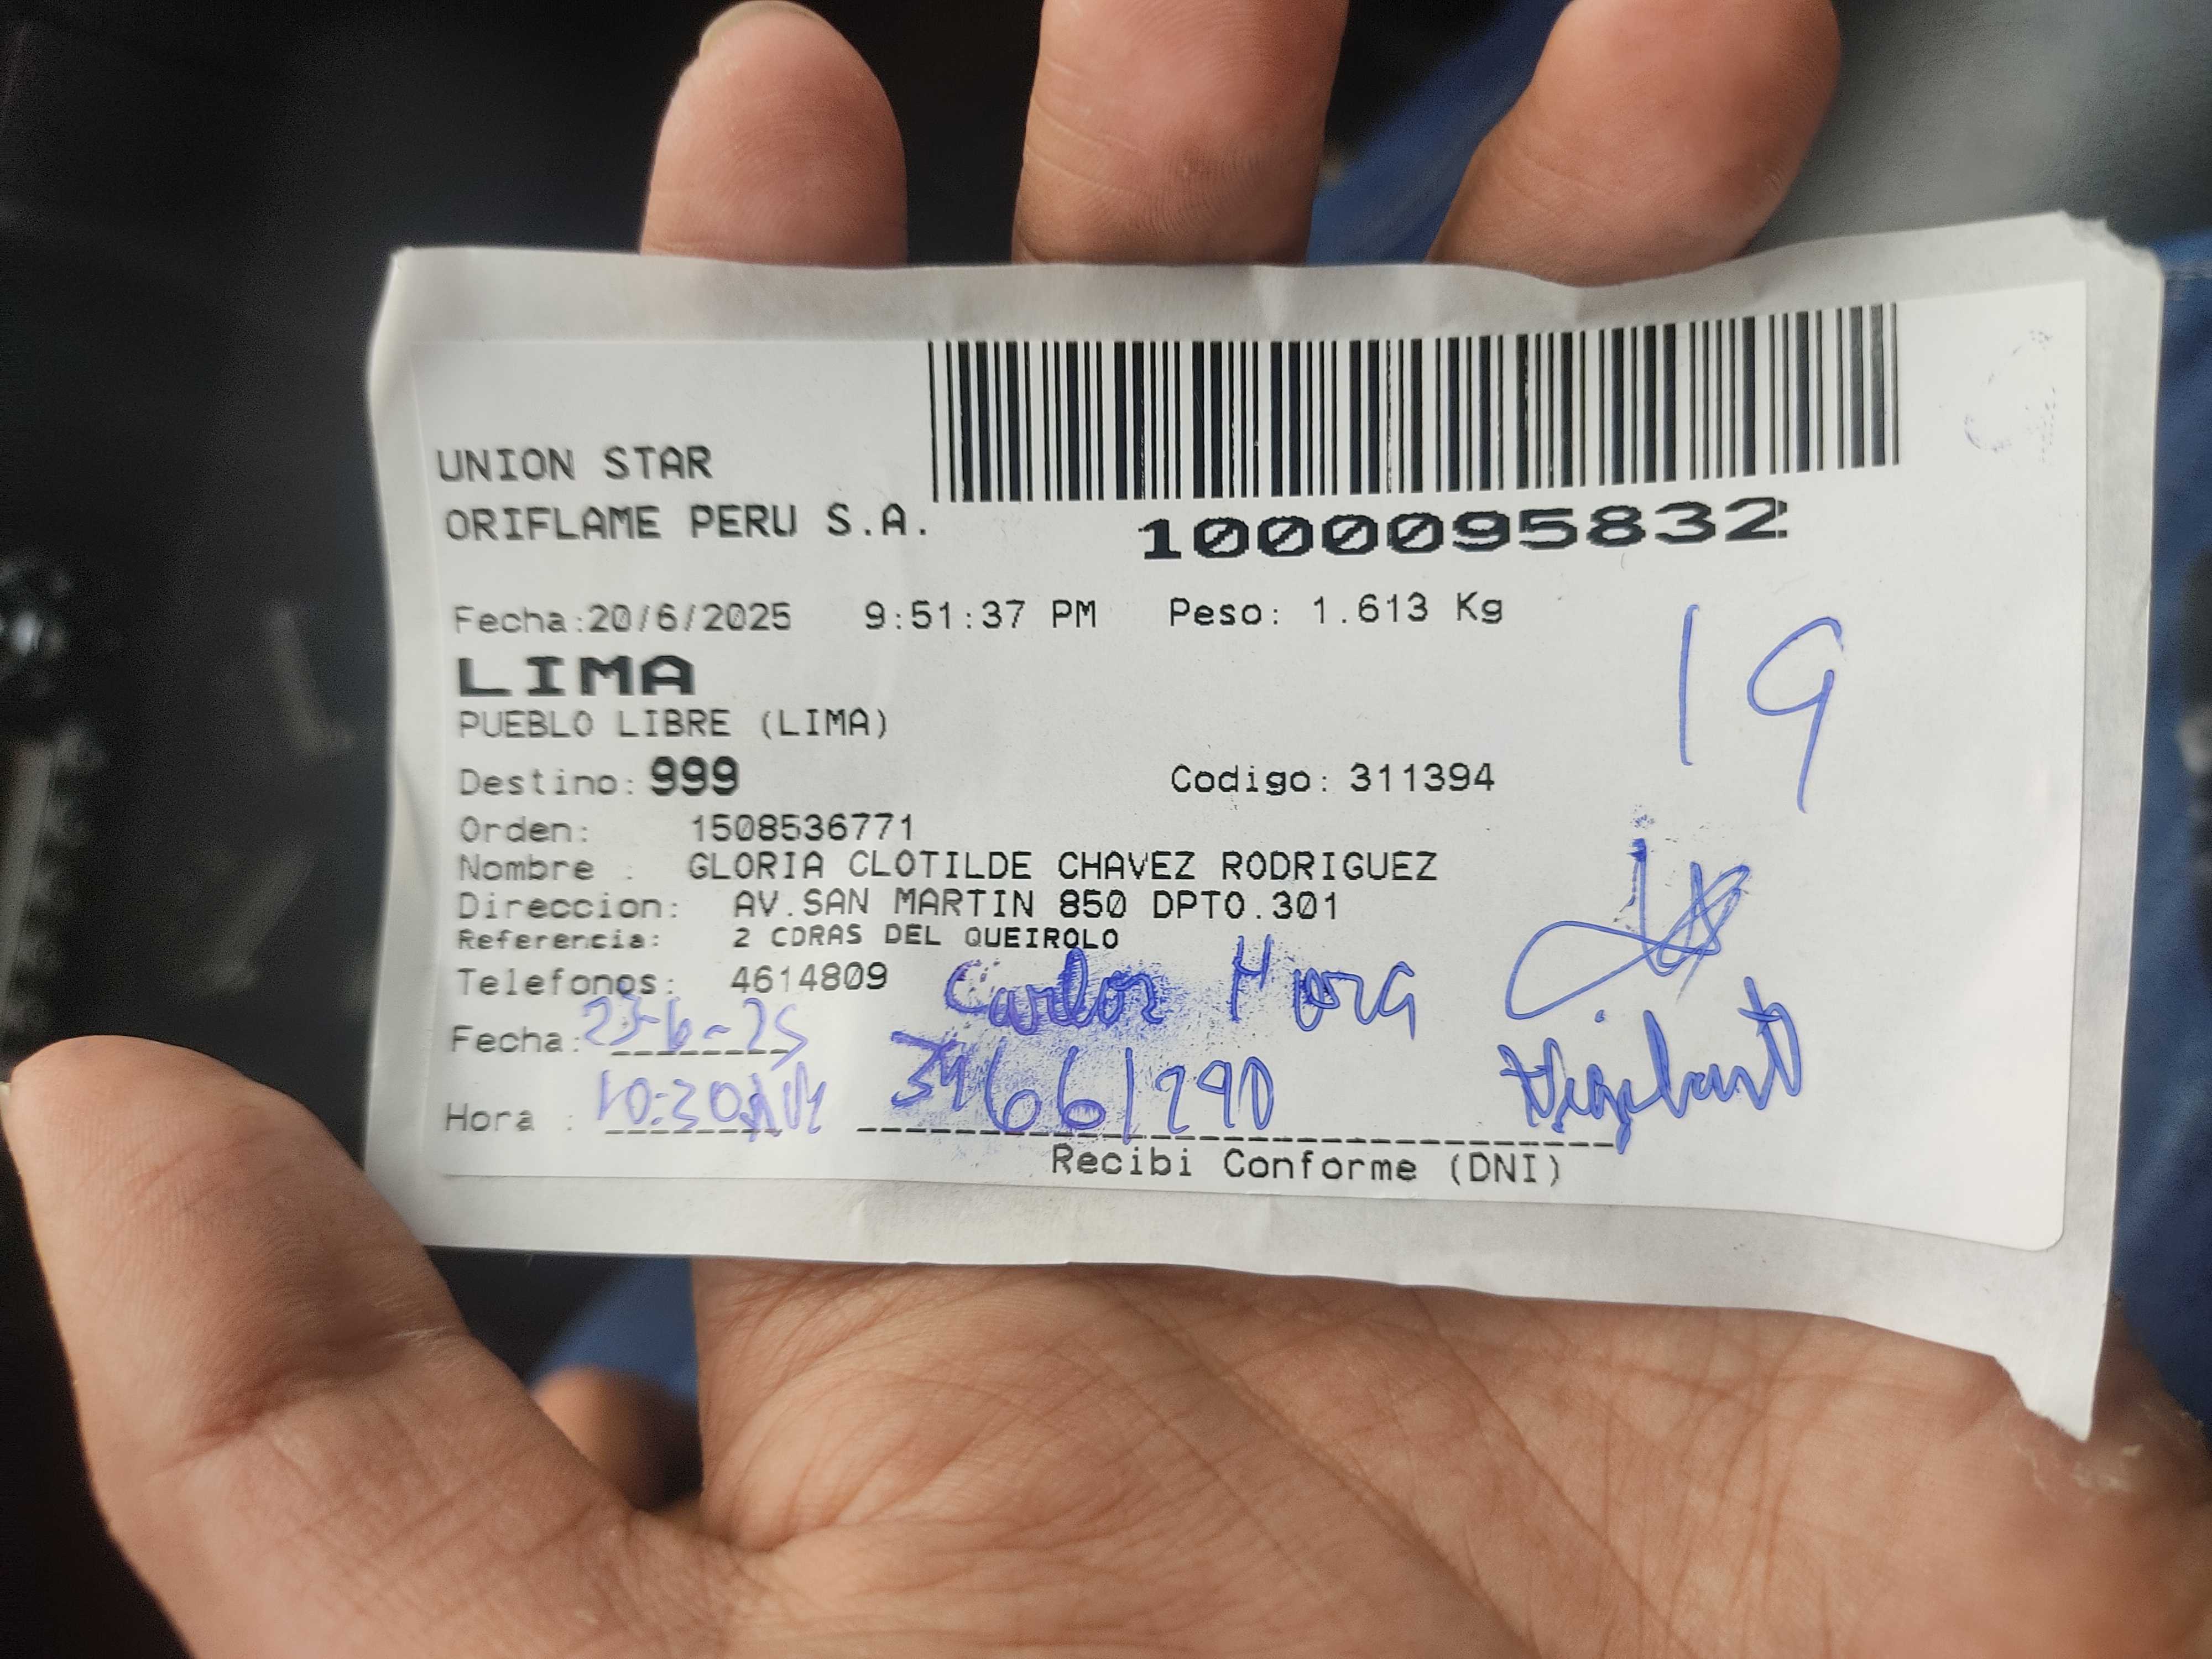 UNION STAR
ORIFLAME PERU S.A.
1000095832
Fecha:20/6/2025 9:51:37 PM Peso: 1.613 Kg
LIMA
19
PUEBLO LIBRE (LIMA)
Destino: 999 Codigo: 311394
Orden: 1508536771
Nombre : GLORIA CLOTILDE CHAVEZ RODRIGUEZ
Direccion: AV.SAN MARTIN 850 DPTO.301
Referencia: 2 CDRAS DEL QUEIROLO
Telefonos: 4614809 Carlos Mora
Fecha: 23-6-25
Hora : 10:30
Recibi Conforme (DNI)